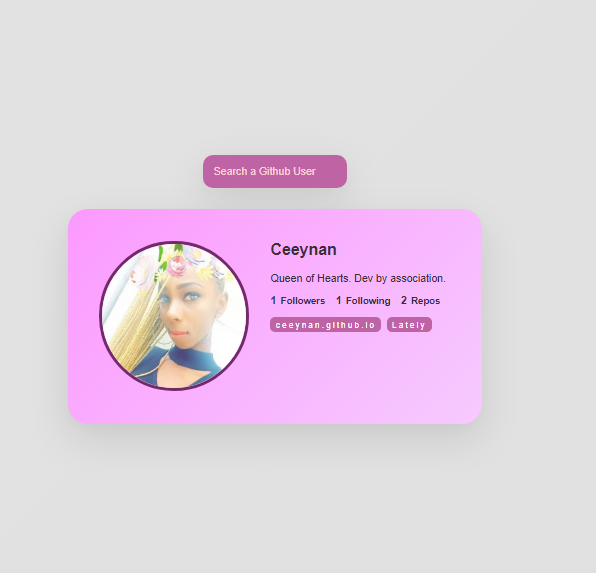 Search a Github User
Ceeynan
Queen of Hearts. Dev by association.
1 Followers 1 Following 2 Repos
ceeynan.github.io Lately